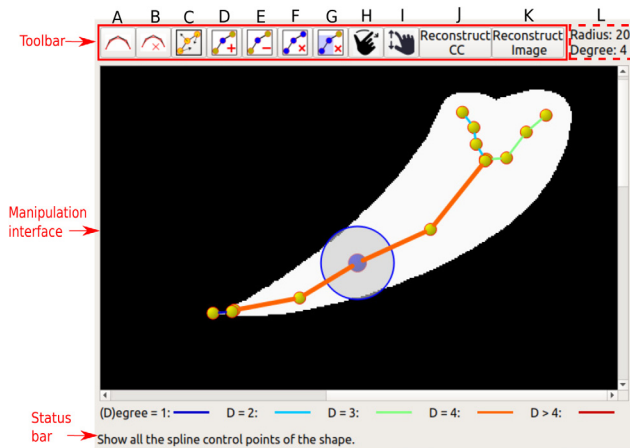 A B C D E F G H I J K L
Toolbar
Reconstruct CC
Reconstruct Image
Radius: 20
Degree: 4
Manipulation
interface
(D)egree = 1: D = 2: D = 3: D = 4: D > 4:
Status
bar
Show all the spline control points of the shape.